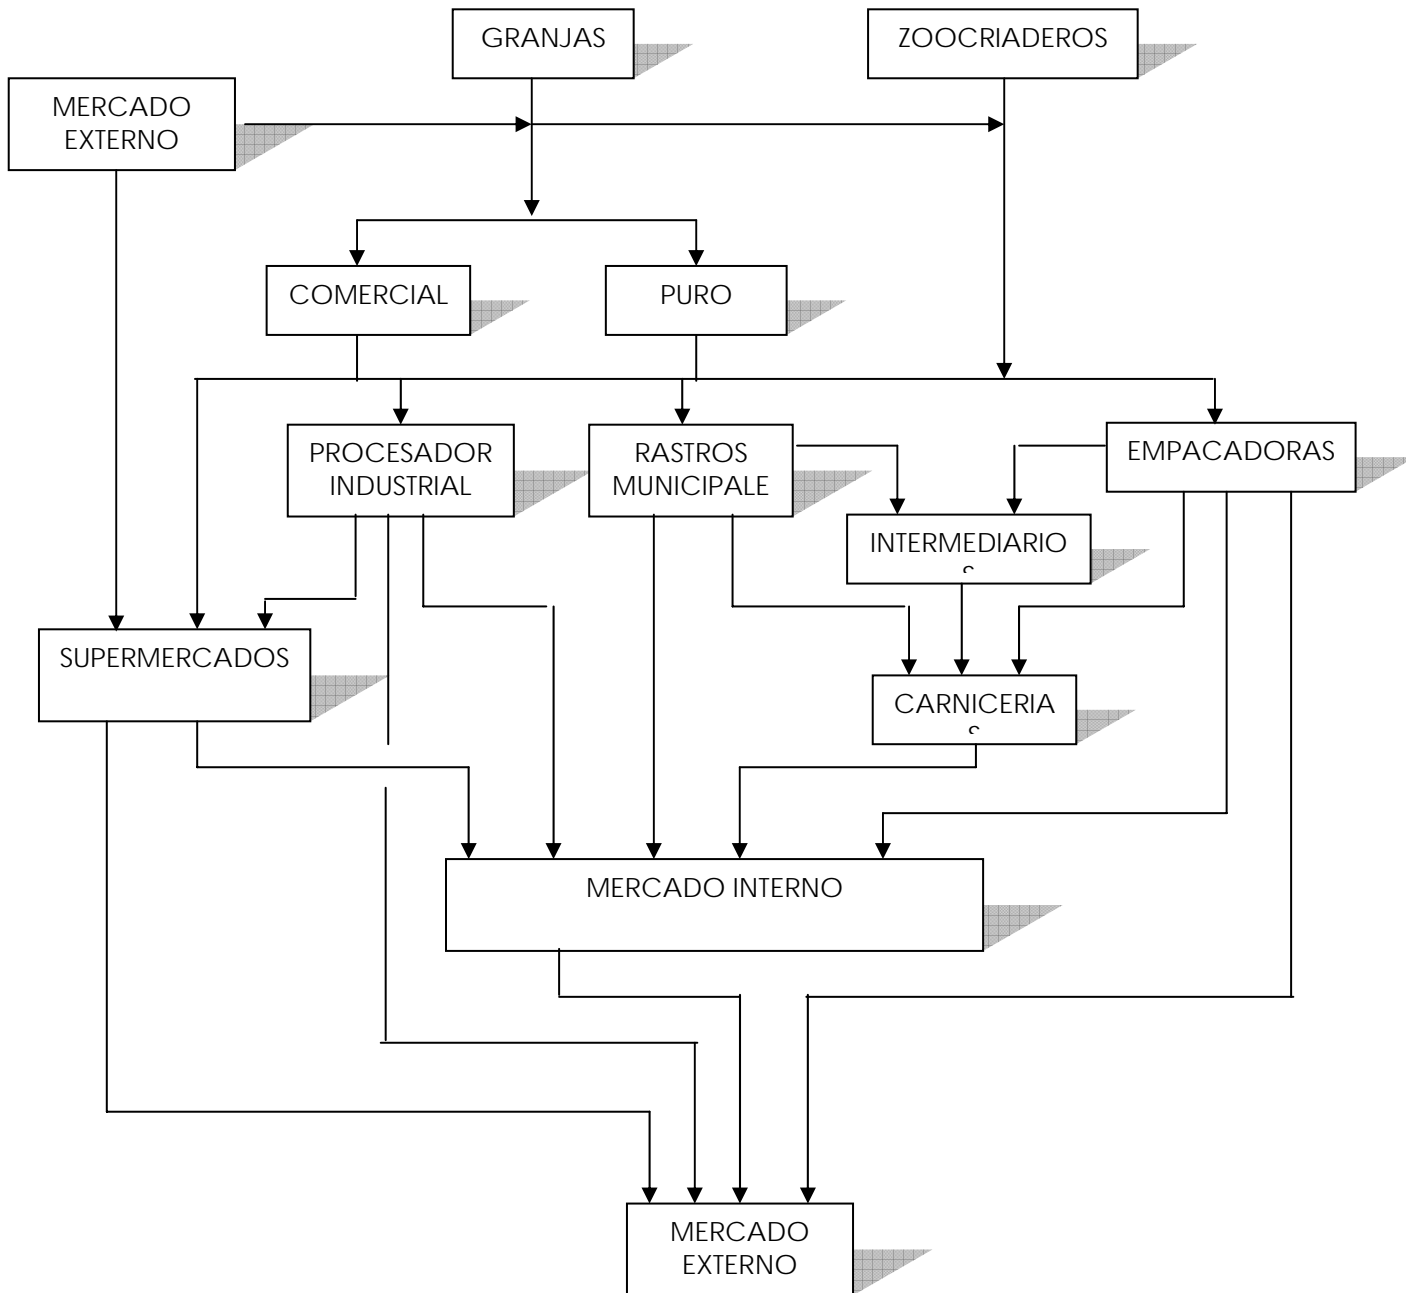 GRANJAS
ZOOCRIADEROS
MERCADO
EXTERNO
COMERCIAL
PURO
PROCESADOR
INDUSTRIAL
RASTROS
MUNICIPALE
EMPACADORAS
INTERMEDIARIO
S
SUPERMERCADOS
CARNICERIA
S
MERCADO INTERNO
MERCADO
EXTERNO